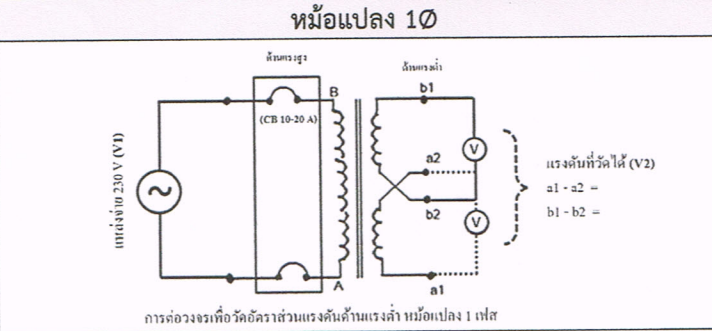 หม้อแปลง 1Ø
ด้านแรงสูง
ด้านแรงต่ำ
B
b1
(CB 10-20 A)
แหล่งจ่าย 230 V (V1)
V
a2
แรงดันที่วัดได้ (V2)
a1 - a2 =
b2
b1 - b2 =
V
A
a1
การต่อวงจรเพื่อวัดอัตราส่วนแรงดันด้านแรงต่ำ หม้อแปลง 1 เฟส